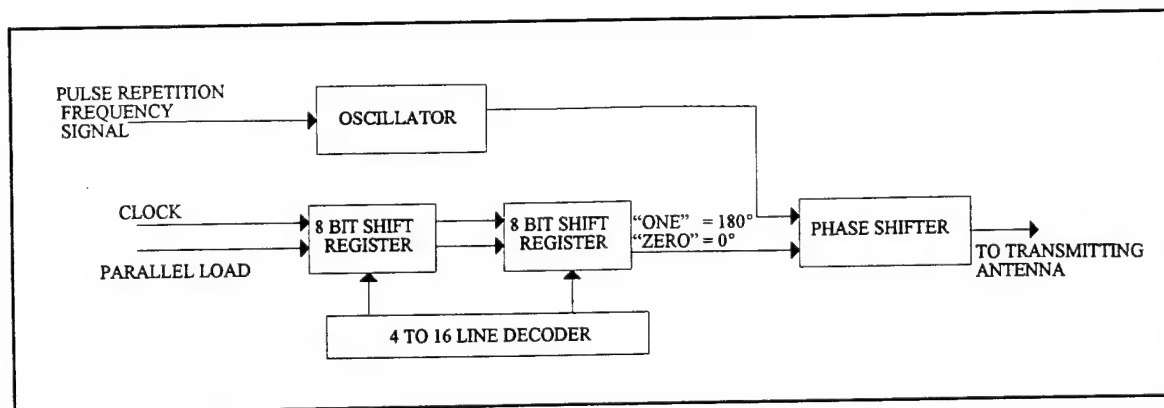 PULSE REPETITION
FREQUENCY
SIGNAL
OSCILLATOR
CLOCK
PARALLEL LOAD
8 BIT SHIFT
REGISTER
8 BIT SHIFT
REGISTER
“ONE” = 180°
“ZERO” = 0°
PHASE SHIFTER
TO TRANSMITTING
ANTENNA
4 TO 16 LINE DECODER